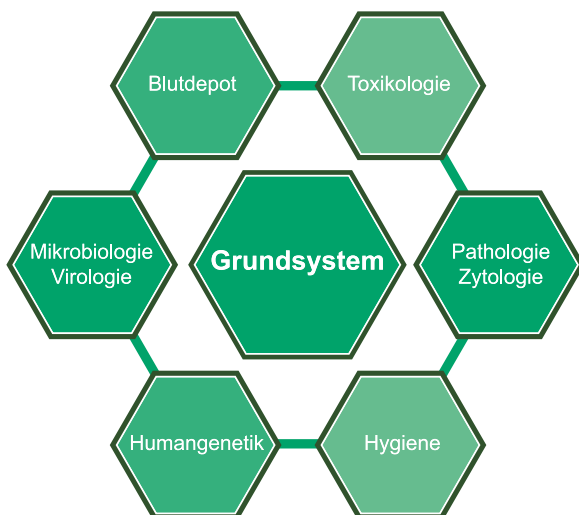 Blutdepot
Toxikologie
Mikrobiologie
Virologie
Grundsystem
Pathologie
Zytologie
Humangenetik
Hygiene